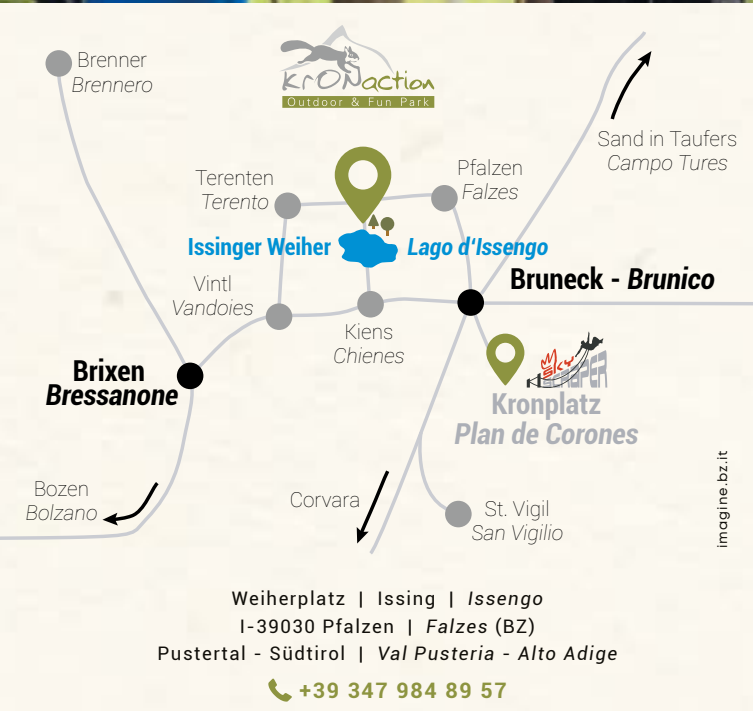 Brenner
Brennero
KrONaction
Outdoor & Fun Park
Sand in Taufers
Campo Tures
Terenten
Terento
Pfalzen
Falzes
Issinger Weiher
Lago d'Issengo
Vintl
Vandoies
Bruneck - Brunico
Kiens
Chienes
Brixen
Bressanone
SKY
SCRAPER
Kronplatz
Plan de Corones
Bozen
Bolzano
Corvara
St. Vigil
San Vigilio
imagine.bz.it
Weiherplatz | Issing | Issengo
I-39030 Pfalzen | Falzes (BZ)
Pustertal - Südtirol | Val Pusteria - Alto Adige
+39 347 984 89 57